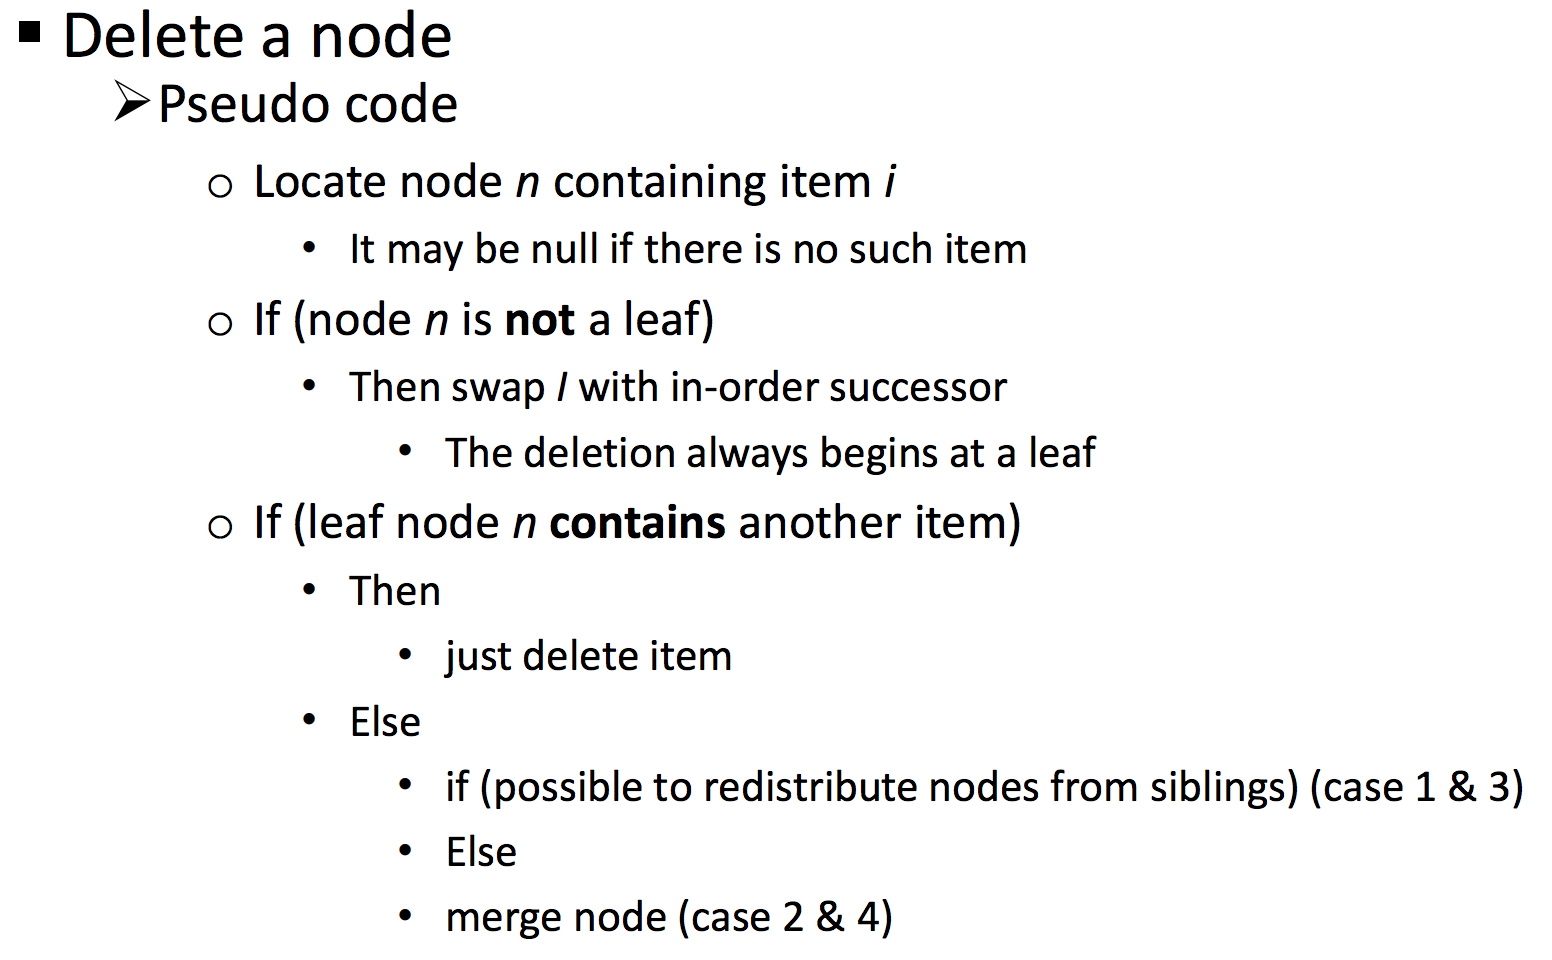 Delete a node
Pseudo code
Locate node n containing item i
It may be null if there is no such item
If (node n is not a leaf)
Then swap I with in-order successor
The deletion always begins at a leaf
If (leaf node n contains another item)
Then
just delete item
Else
if (possible to redistribute nodes from siblings) (case 1 & 3)
Else
merge node (case 2 & 4)